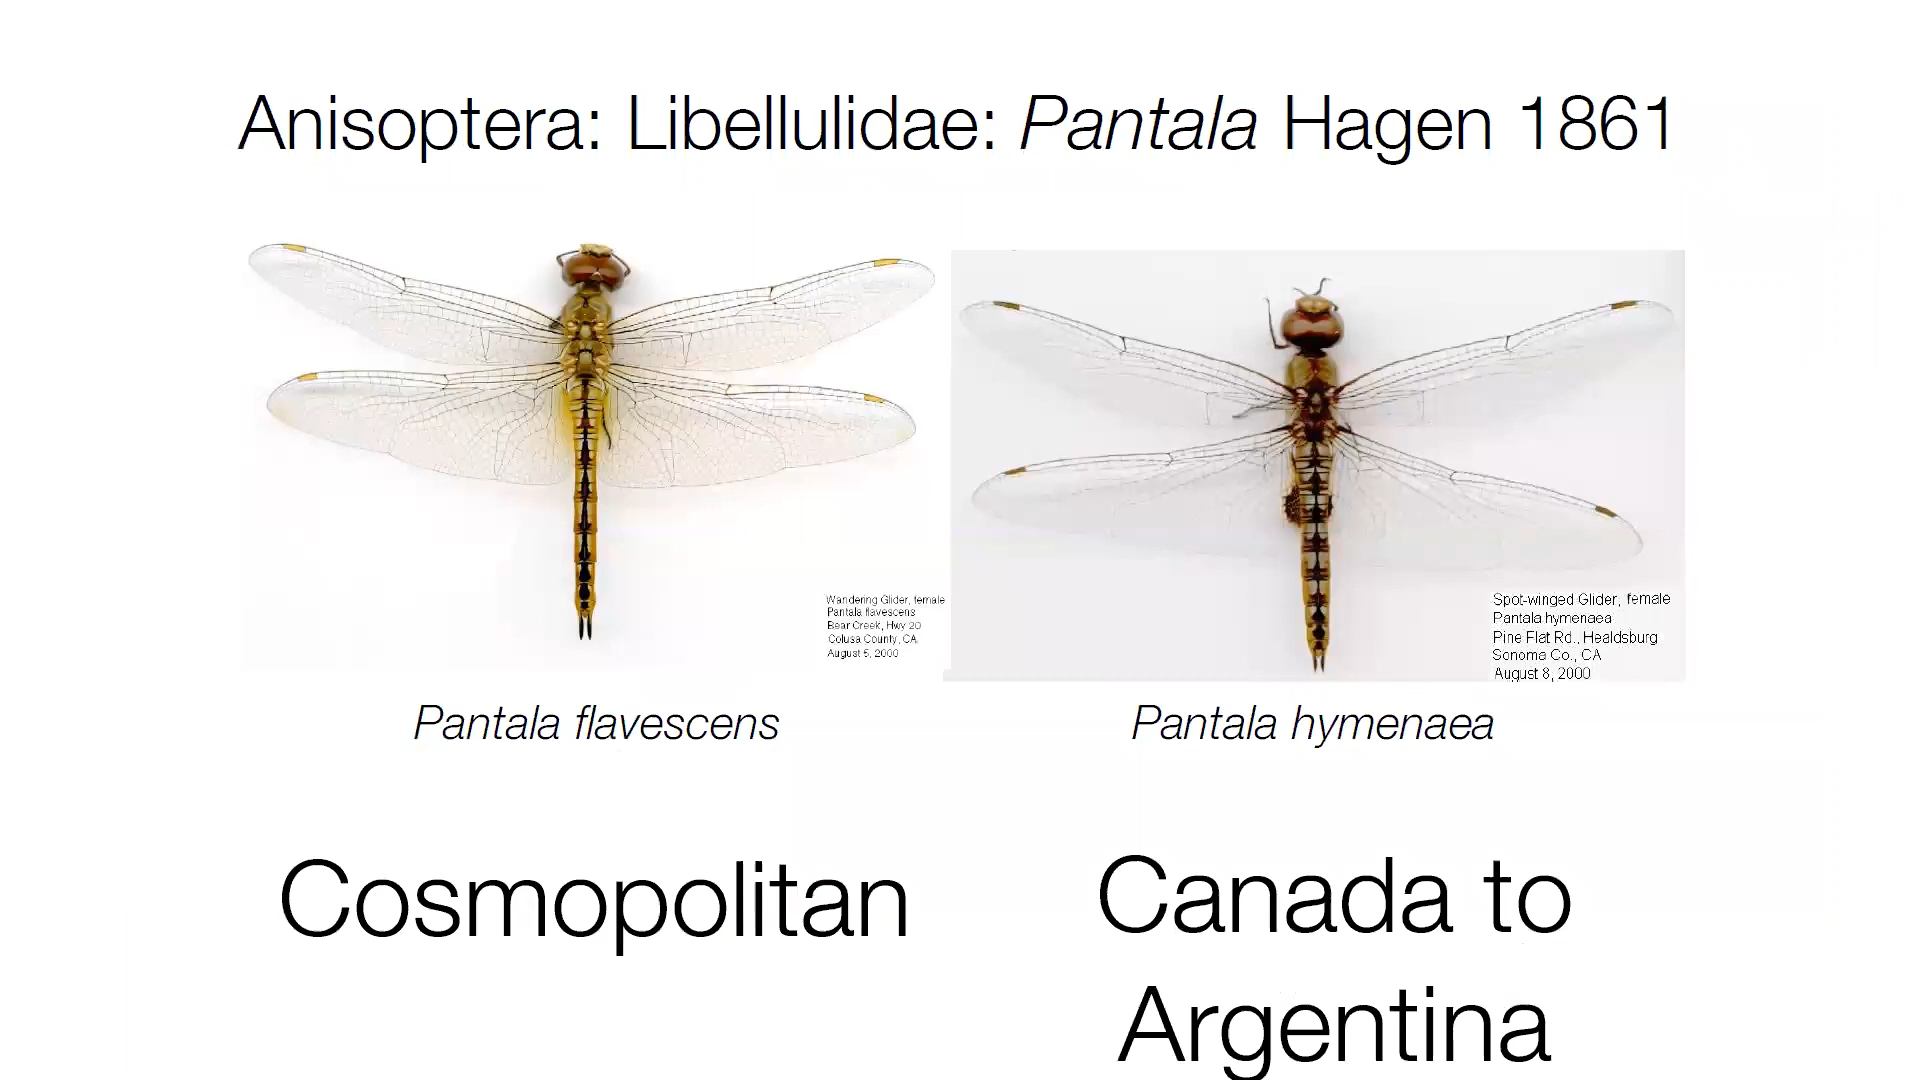 Anisoptera: Libellulidae: Pantala Hagen 1861
Wandering Glider, female
Pantala flavescens
Bear Creek, Hwy 20
Colusa County, CA.
August 5, 2000
Spot-winged Glider, female
Pantala hymenaea
Pine Flat Rd., Healdsburg
Sonoma Co., CA
August 8, 2000
Pantala flavescens
Pantala hymenaea
Cosmopolitan
Canada to
Argentina